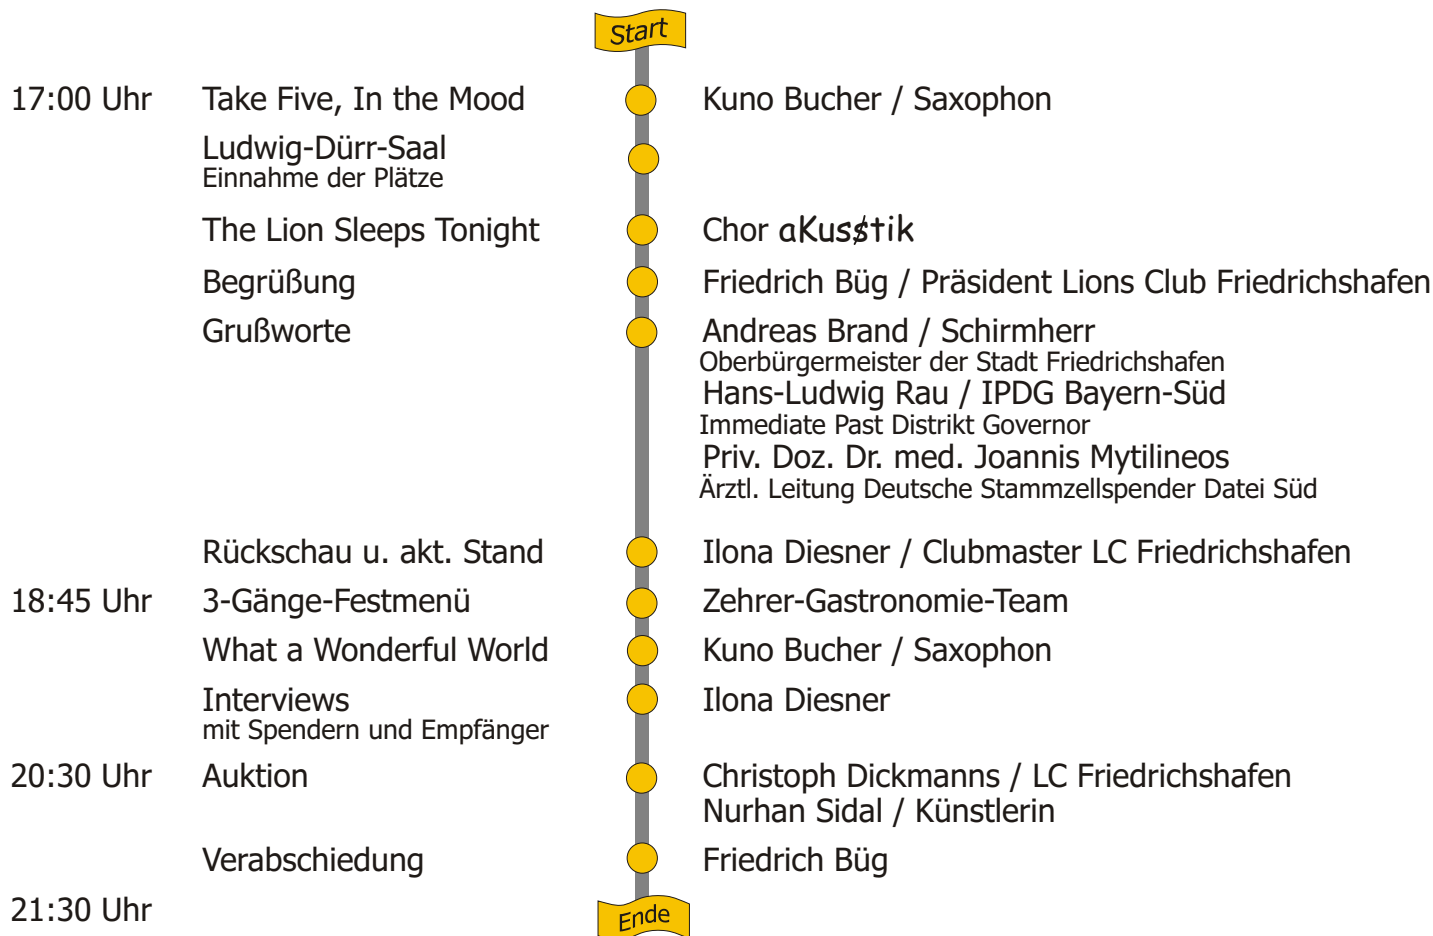 Start
17:00 Uhr Take Five, In the Mood Kuno Bucher / Saxophon
Ludwig-Dürr-Saal
Einnahme der Plätze
The Lion Sleeps Tonight Chor aKusstik
Begrüßung Friedrich Büg / Präsident Lions Club Friedrichshafen
Grußworte Andreas Brand / Schirmherr
Oberbürgermeister der Stadt Friedrichshafen
Hans-Ludwig Rau / IPDG Bayern-Süd
Immediate Past Distrikt Governor
Priv. Doz. Dr. med. Joannis Mytilineos
Ärztl. Leitung Deutsche Stammzellspender Datei Süd
Rückschau u. akt. Stand Ilona Diesner / Clubmaster LC Friedrichshafen
18:45 Uhr 3-Gänge-Festmenü Zehrer-Gastronomie-Team
What a Wonderful World Kuno Bucher / Saxophon
Interviews Ilona Diesner
mit Spendern und Empfänger
20:30 Uhr Auktion Christoph Dickmanns / LC Friedrichshafen
Nurhan Sidal / Künstlerin
Verabschiedung Friedrich Büg
21:30 Uhr
Ende